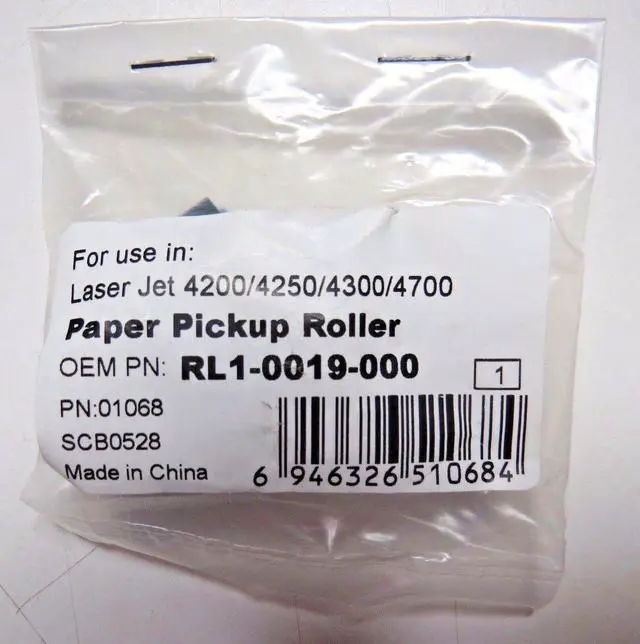 For use in:
Laser Jet 4200/4250/4300/4700
Paper Pickup Roller
OEM PN: RL1-0019-000
1
PN:01068
SCB0528
Made in China
6 946326 510684